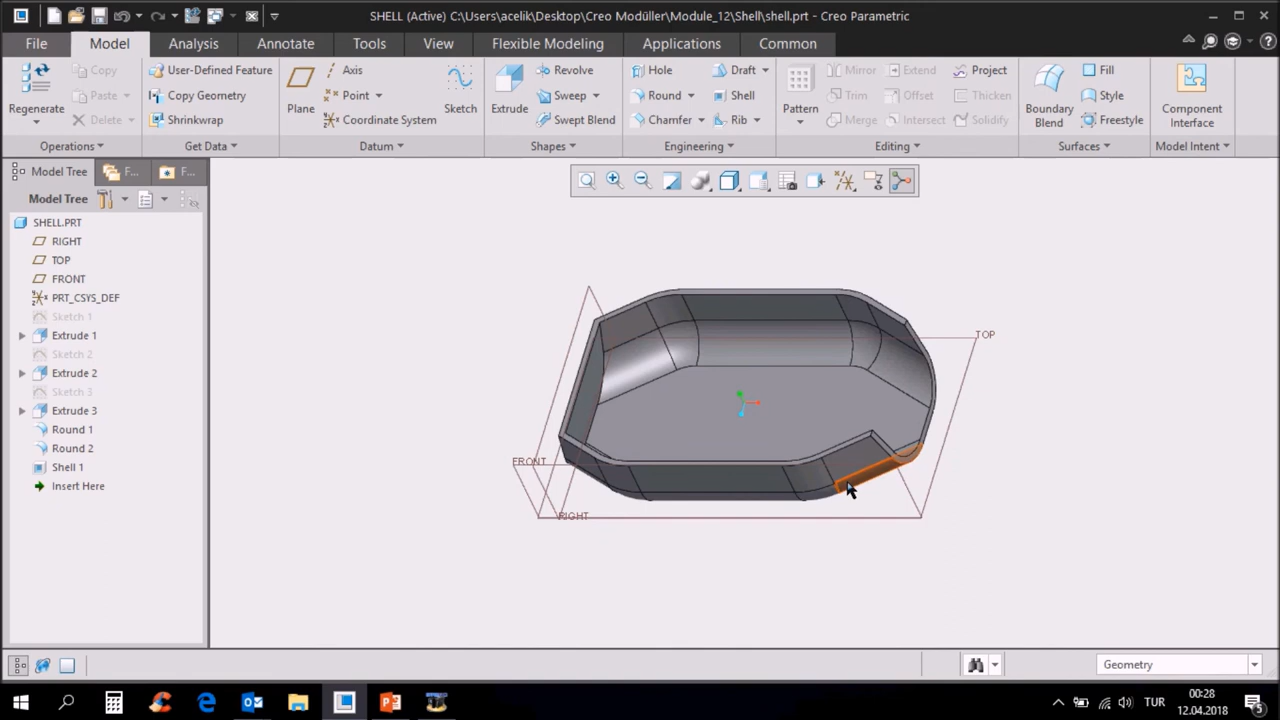 SHELL (Active) C:\Users\acelik\Desktop\Creo Modüller\Module_12\Shell\shell.prt - Creo Parametric
File Model Analysis Annotate Tools View Flexible Modeling Applications Common
Regenerate
Copy
Paste
Delete
Operations
User-Defined Feature
Copy Geometry
Shrinkwrap
Get Data
Plane
Axis
Point
Coordinate System
Sketch
Datum
Extrude
Revolve
Sweep
Swept Blend
Shapes
Hole
Round
Chamfer
Draft
Shell
Rib
Engineering
Pattern
Mirror
Trim
Merge
Extend
Offset
Intersect
Project
Thicken
Solidify
Editing
Boundary
Blend
Fill
Style
Freestyle
Surfaces
Component
Interface
Model Intent
Model Tree F... F...
Model Tree
SHELL.PRT
RIGHT
TOP
FRONT
PRT_CSYS_DEF
Sketch 1
Extrude 1
Sketch 2
Extrude 2
Sketch 3
Extrude 3
Round 1
Round 2
Shell 1
Insert Here
TOP
FRONT
RIGHT
Geometry
TUR
00:28
12.04.2018
5